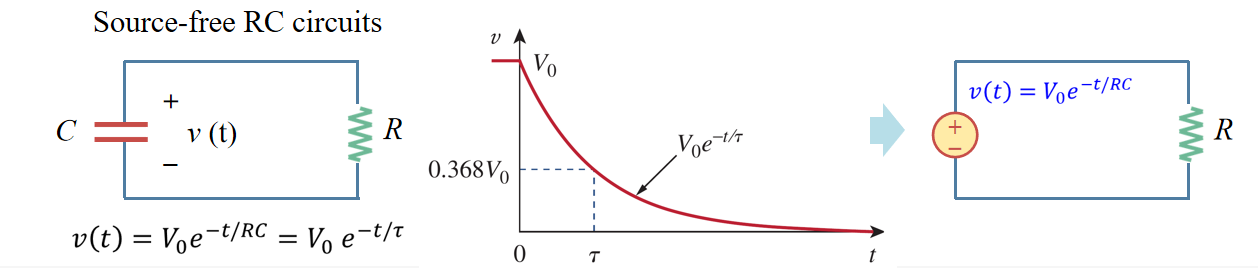 Source-free RC circuits
C
+
v (t)
−
R
v(t) = V₀e^{−t/RC} = V₀ e^{−t/τ}
v
V₀
0.368V₀
V₀e^{−t/τ}
0
τ
t
v(t) = V₀e^{−t/RC}
+
−
R